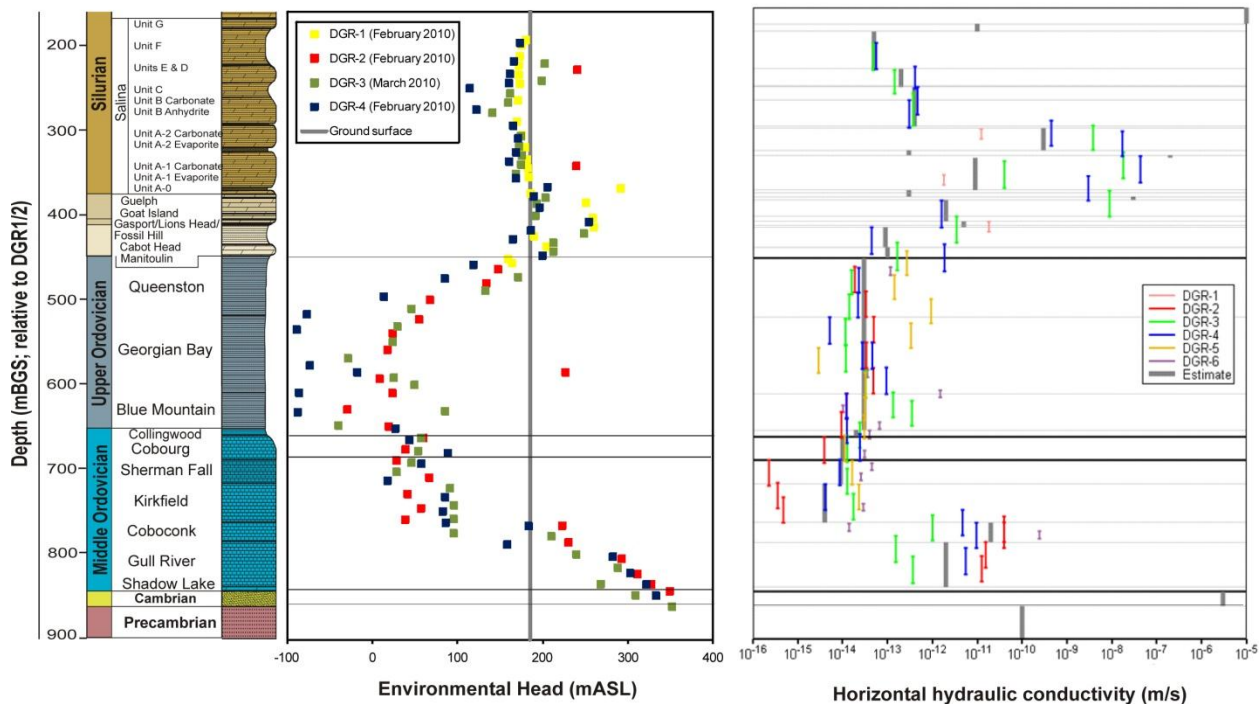 Depth (mBGS; relative to DGR1/2)
200
300
400
500
600
700
800
900
Silurian
Upper Ordovician
Middle Ordovician
Cambrian
Precambrian
Salina
Unit G
Unit F
Units E & D
Unit C
Unit B Carbonate
Unit B Anhydrite
Unit A-2 Carbonate
Unit A-2 Evaporite
Unit A-1 Carbonate
Unit A-1 Evaporite
Unit A-0
Guelph
Goat Island
Gasport/Lions Head/
Fossil Hill
Cabot Head
Manitoulin
Queenston
Georgian Bay
Blue Mountain
Collingwood
Cobourg
Sherman Fall
Kirkfield
Coboconk
Gull River
Shadow Lake
DGR-1 (February 2010)
DGR-2 (February 2010)
DGR-3 (March 2010)
DGR-4 (February 2010)
Ground surface
-100 0 100 200 300 400
Environmental Head (mASL)
DGR-1
DGR-2
DGR-3
DGR-4
DGR-5
DGR-6
Estimate
10-16 10-15 10-14 10-13 10-12 10-11 10-10 10-9 10-8 10-7 10-6 10-5
Horizontal hydraulic conductivity (m/s)